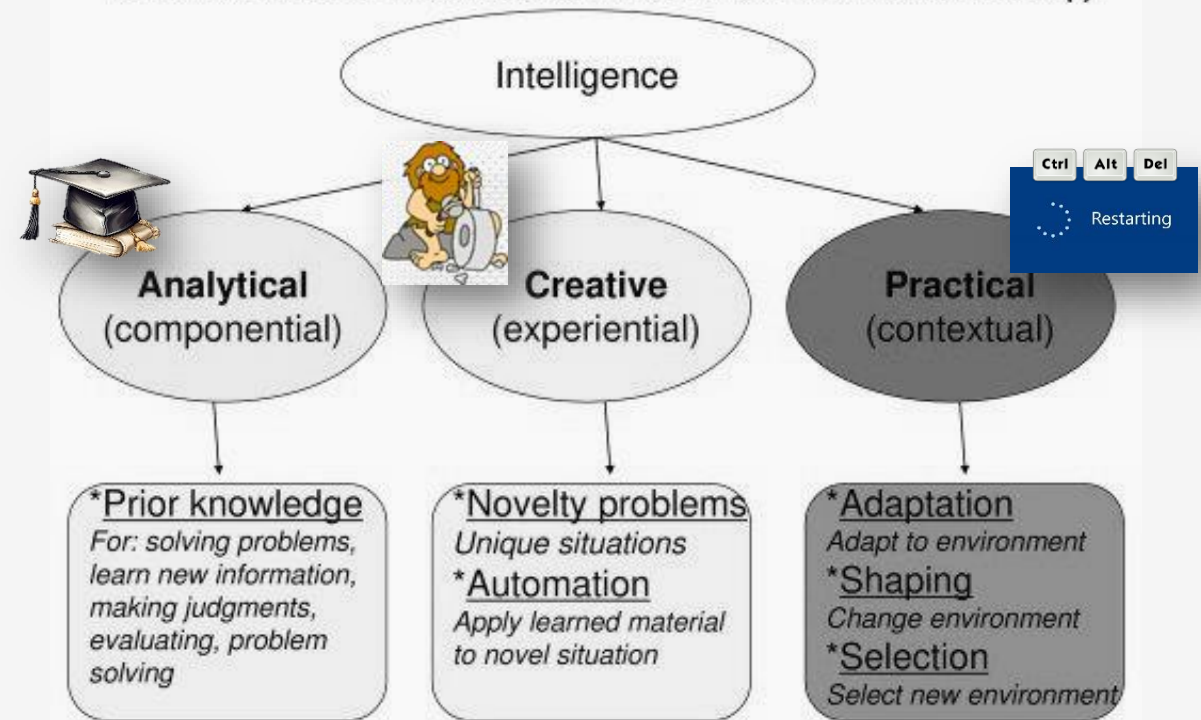 Intelligence
Ctrl Alt Del
Restarting
Analytical
(componential)
Creative
(experiential)
Practical
(contextual)
*Prior knowledge
For: solving problems,
learn new information,
making judgments,
evaluating, problem
solving
*Novelty problems
Unique situations
*Automation
Apply learned material
to novel situation
*Adaptation
Adapt to environment
*Shaping
Change environment
*Selection
Select new environment